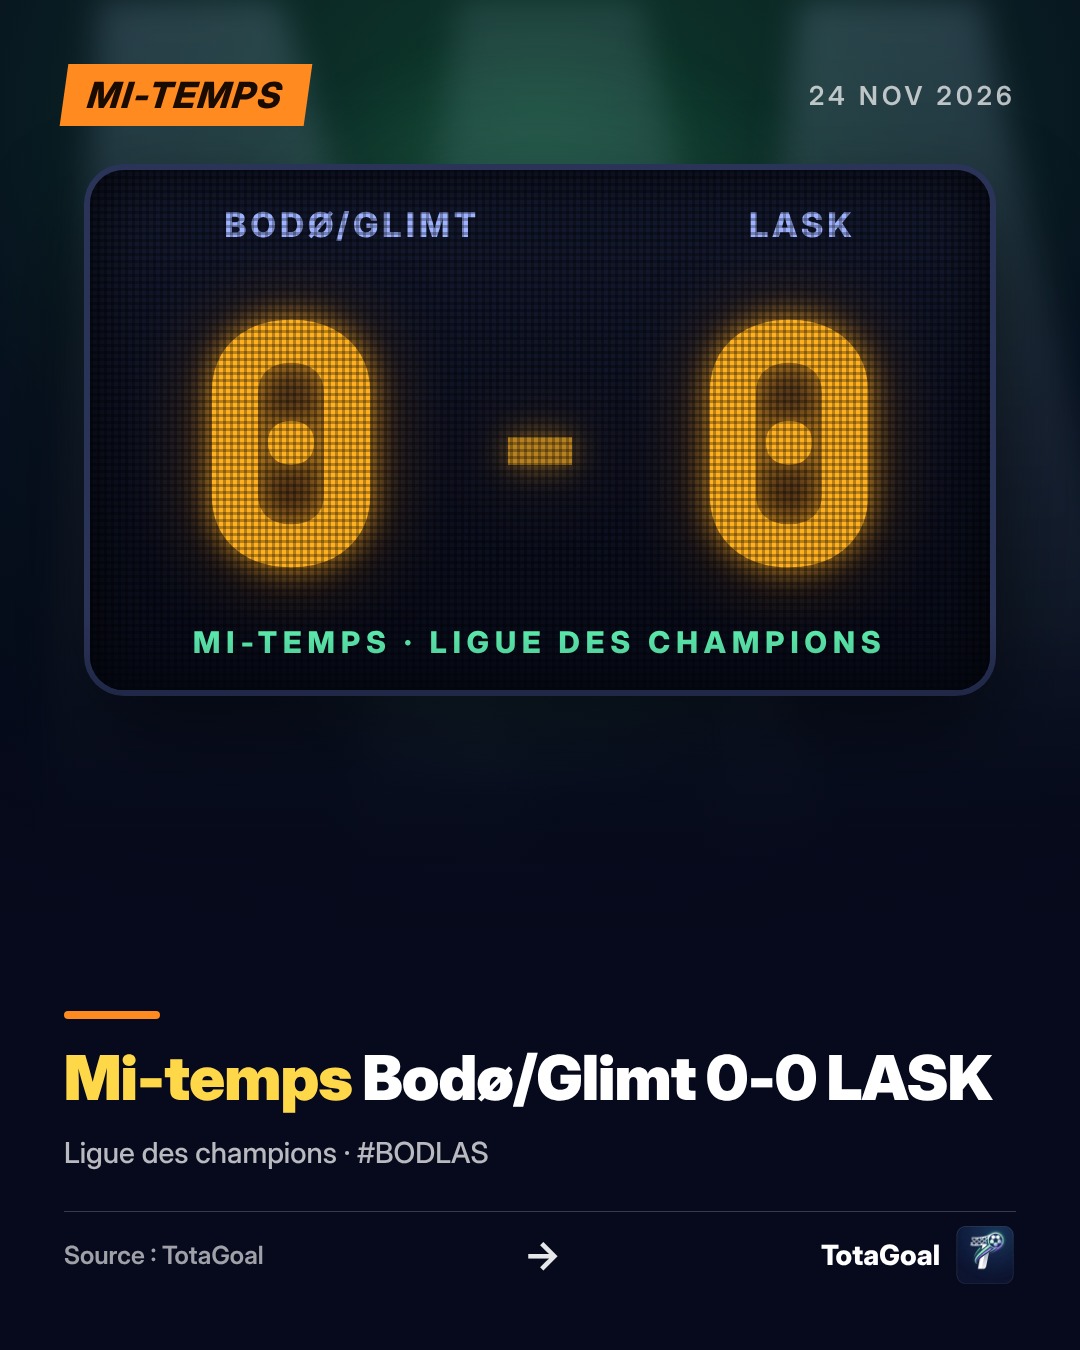 MI-TEMPS
24 NOV 2026
BODØ/GLIMT
LASK
0 - 0
MI-TEMPS · LIGUE DES CHAMPIONS
Mi-temps Bodø/Glimt 0-0 LASK
Ligue des champions · #BODLAS
Source : TotaGoal
→
TotaGoal